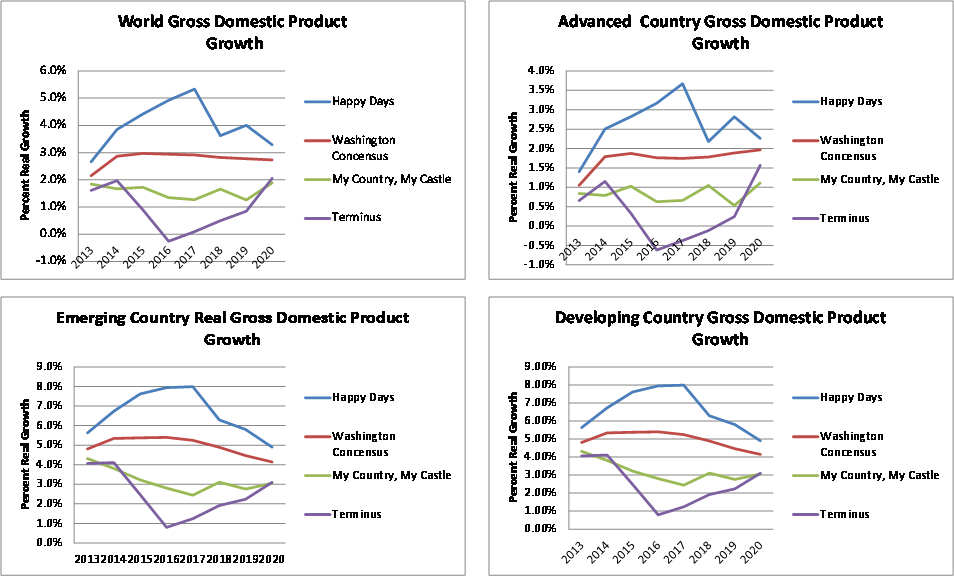 World Gross Domestic Product
Growth
6.0%
5.0%
4.0%
3.0%
2.0%
1.0%
0.0%
-1.0%
Percent Real Growth
2013 2014 2015 2016 2017 2018 2019 2020
Happy Days
Washington
Concensus
My Country, My Castle
Terminus
Advanced Country Gross Domestic Product
Growth
4.0%
3.5%
3.0%
2.5%
2.0%
1.5%
1.0%
0.5%
0.0%
-0.5%
-1.0%
Percent Real Growth
2013 2014 2015 2016 2017 2018 2019 2020
Happy Days
Washington
Concensus
My Country, My Castle
Terminus
Emerging Country Real Gross Domestic Product
Growth
9.0%
8.0%
7.0%
6.0%
5.0%
4.0%
3.0%
2.0%
1.0%
0.0%
Percent Real Growth
2013 2014 2015 2016 2017 2018 2019 2020
Happy Days
Washington
Concensus
My Country, My Castle
Terminus
Developing Country Gross Domestic Product
Growth
9.00%
8.00%
7.00%
6.00%
5.00%
4.00%
3.00%
2.00%
1.00%
0.00%
Percent Real Growth
2013 2014 2015 2016 2017 2018 2019 2020
Happy Days
Washington
Concensus
My Country, My Castle
Terminus